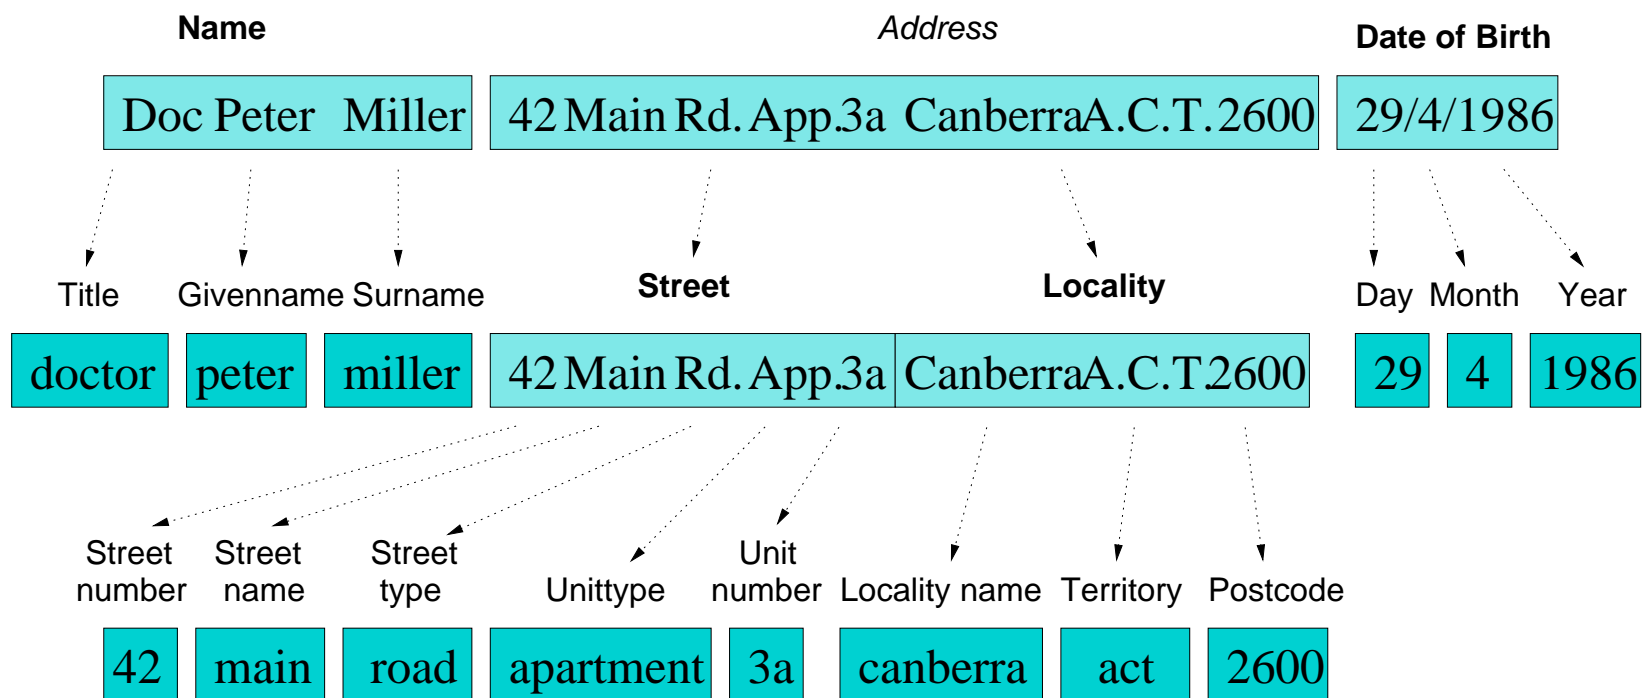 Name Address Date of Birth
Doc Peter Miller 42 Main Rd. App.3a Canberra A.C.T. 2600 29/4/1986
Title Givenname Surname Street Locality Day Month Year
doctor peter miller 42 Main Rd. App.3a Canberra A.C.T. 2600 29 4 1986
Street Street Street Unit
number name type Unittype number Locality name Territory Postcode
42 main road apartment 3a canberra act 2600